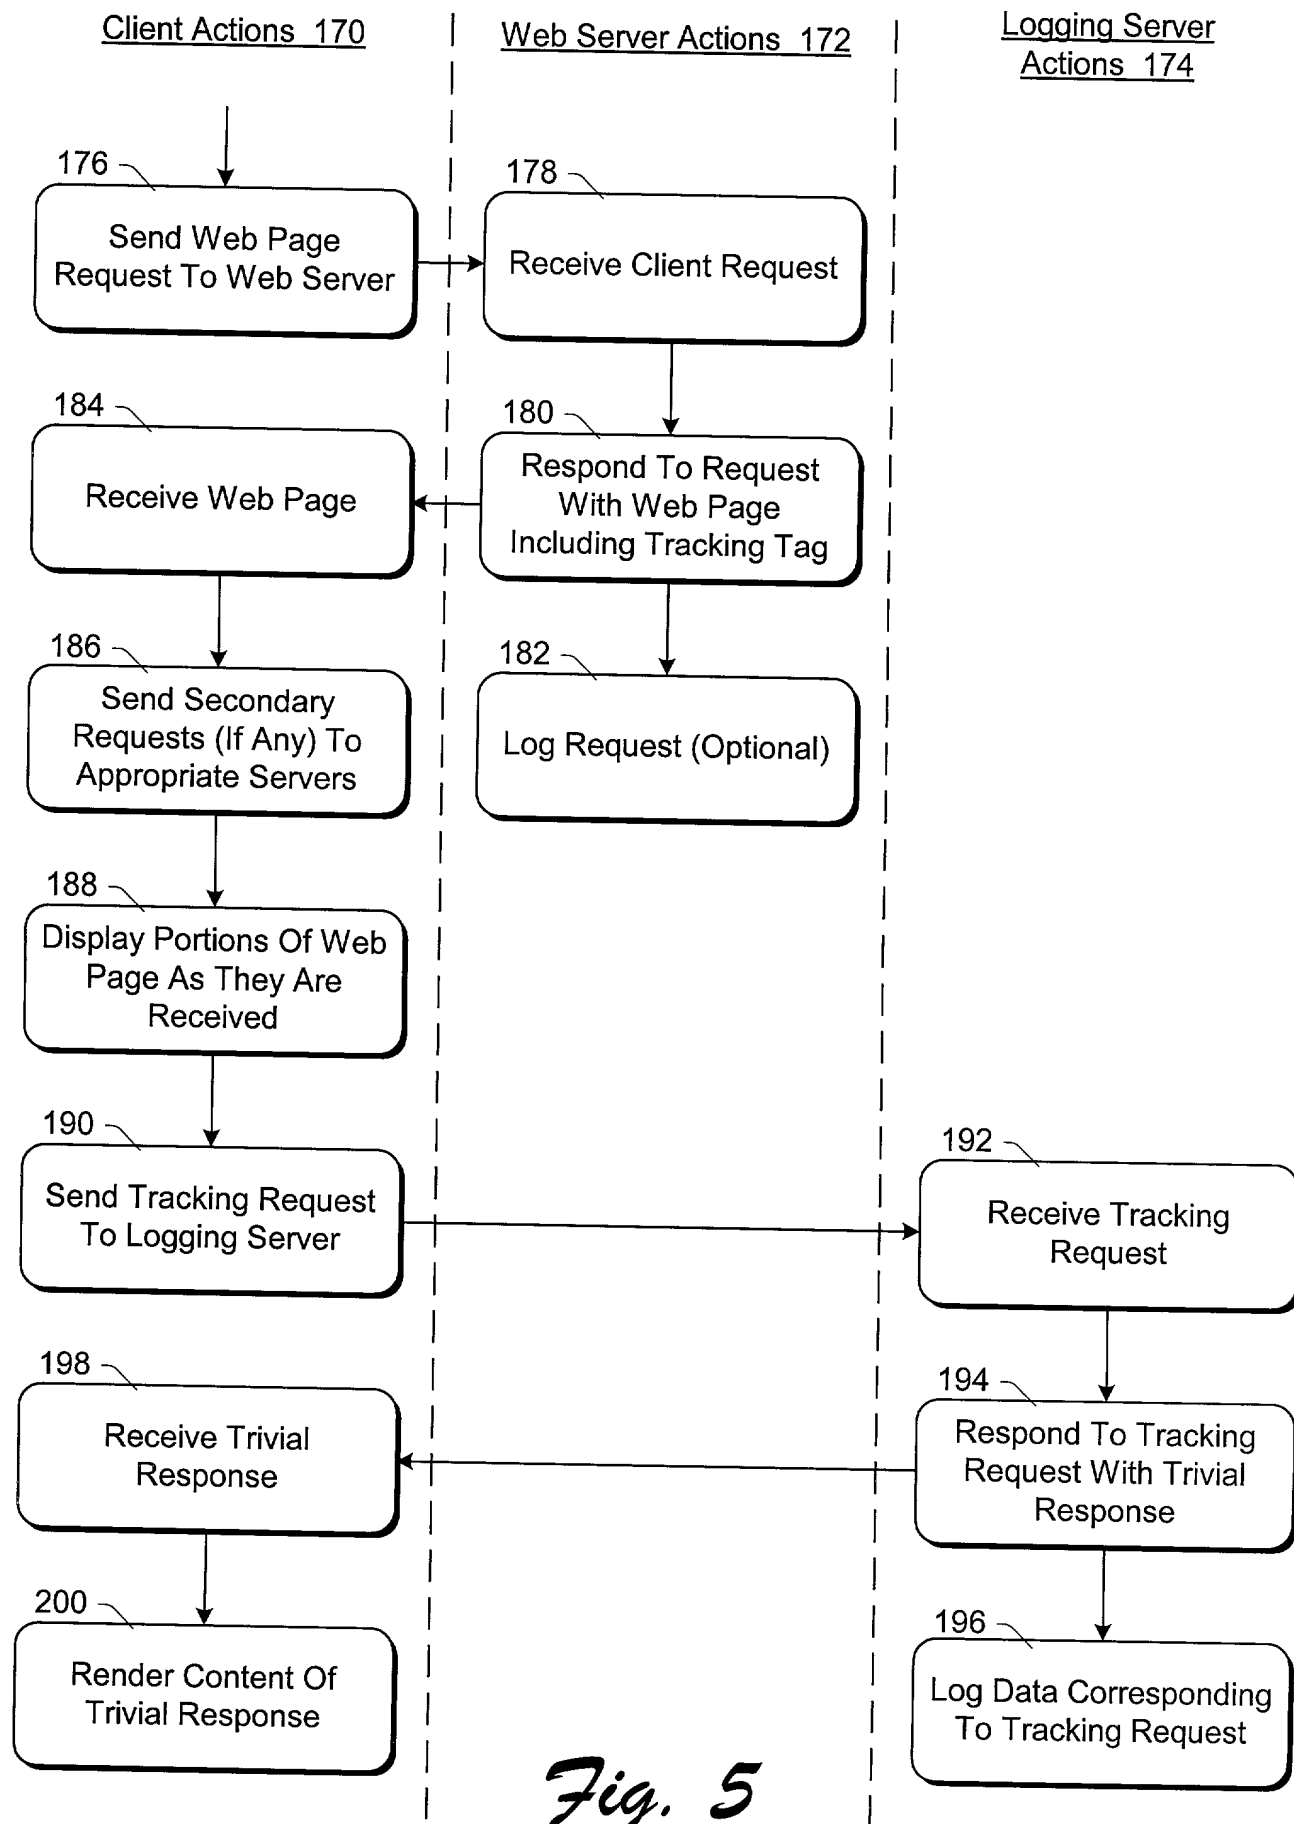 Client Actions 170
Web Server Actions 172
Logging Server
Actions 174
176
Send Web Page
Request To Web Server
178
Receive Client Request
184
Receive Web Page
180
Respond To Request
With Web Page
Including Tracking Tag
186
Send Secondary
Requests (If Any) To
Appropriate Servers
182
Log Request (Optional)
188
Display Portions Of Web
Page As They Are
Received
190
Send Tracking Request
To Logging Server
192
Receive Tracking
Request
198
Receive Trivial
Response
194
Respond To Tracking
Request With Trivial
Response
200
Render Content Of
Trivial Response
196
Log Data Corresponding
To Tracking Request
Fig. 5